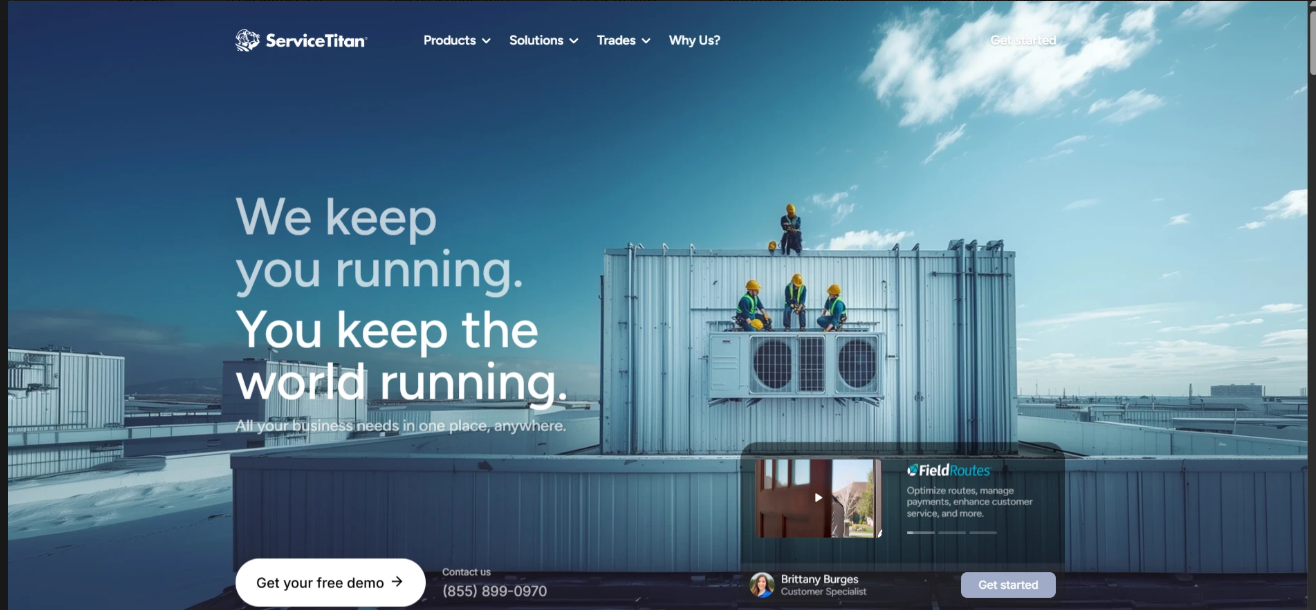 ServiceTitan
Products
Solutions
Trades
Why Us?
Get started
We keep
you running.
You keep the
world running.
All your business needs in one place, anywhere.
FieldRoutes
Optimize routes, manage
payments, enhance customer
service, and more.
Get your free demo
Contact us
(855) 899-0970
Brittany Burges
Customer Specialist
Get started